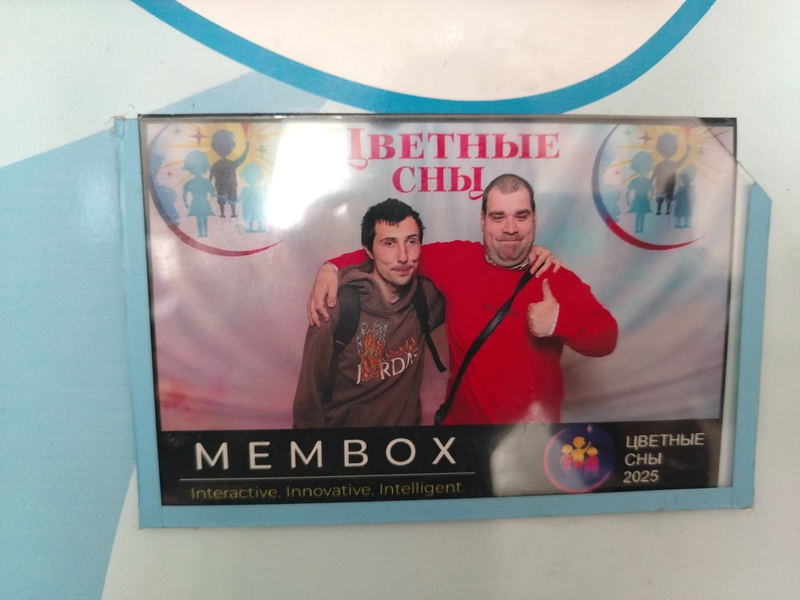 ЦВЕТНЫЕ
СНЫ
JORDAN
MEMBOX
Interactive. Innovative. Intelligent.
ЦВЕТНЫЕ
СНЫ
2025